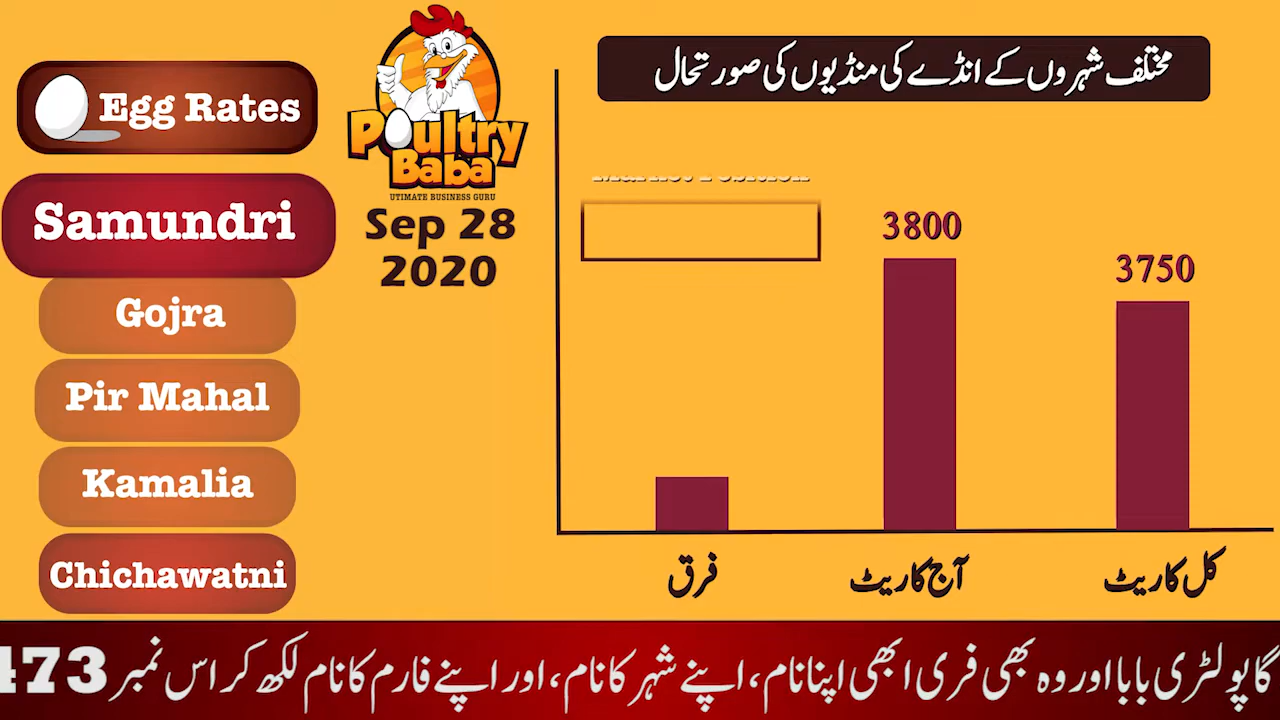 Egg Rates
Samundri
Gojra
Pir Mahal
Kamalia
Chichawatni
Poultry
Baba
UTIMATE BUSINESS GURU
Sep 28
2020
مختلف شہروں کے انڈے کی منڈیوں کی صورتحال
3800
3750
فرق
آج کا ریٹ
کل کا ریٹ
گا پولٹری بابا اور وہ بھی فری ابھی اپنا نام، اپنے شہر کا نام، اور اپنے فارم کا نام لکھ کر اس نمبر 473